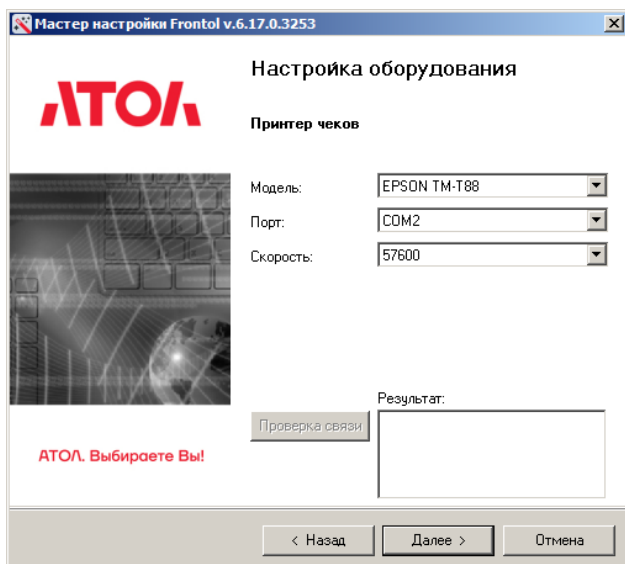 Мастер настройки Frontol v.6.17.0.3253
АТОЛ
Настройка оборудования
Принтер чеков
Модель: EPSON TM-T88
Порт: COM2
Скорость: 57600
Результат:
Проверка связи
АТОЛ. Выбираете Вы!
< Назад Далее > Отмена